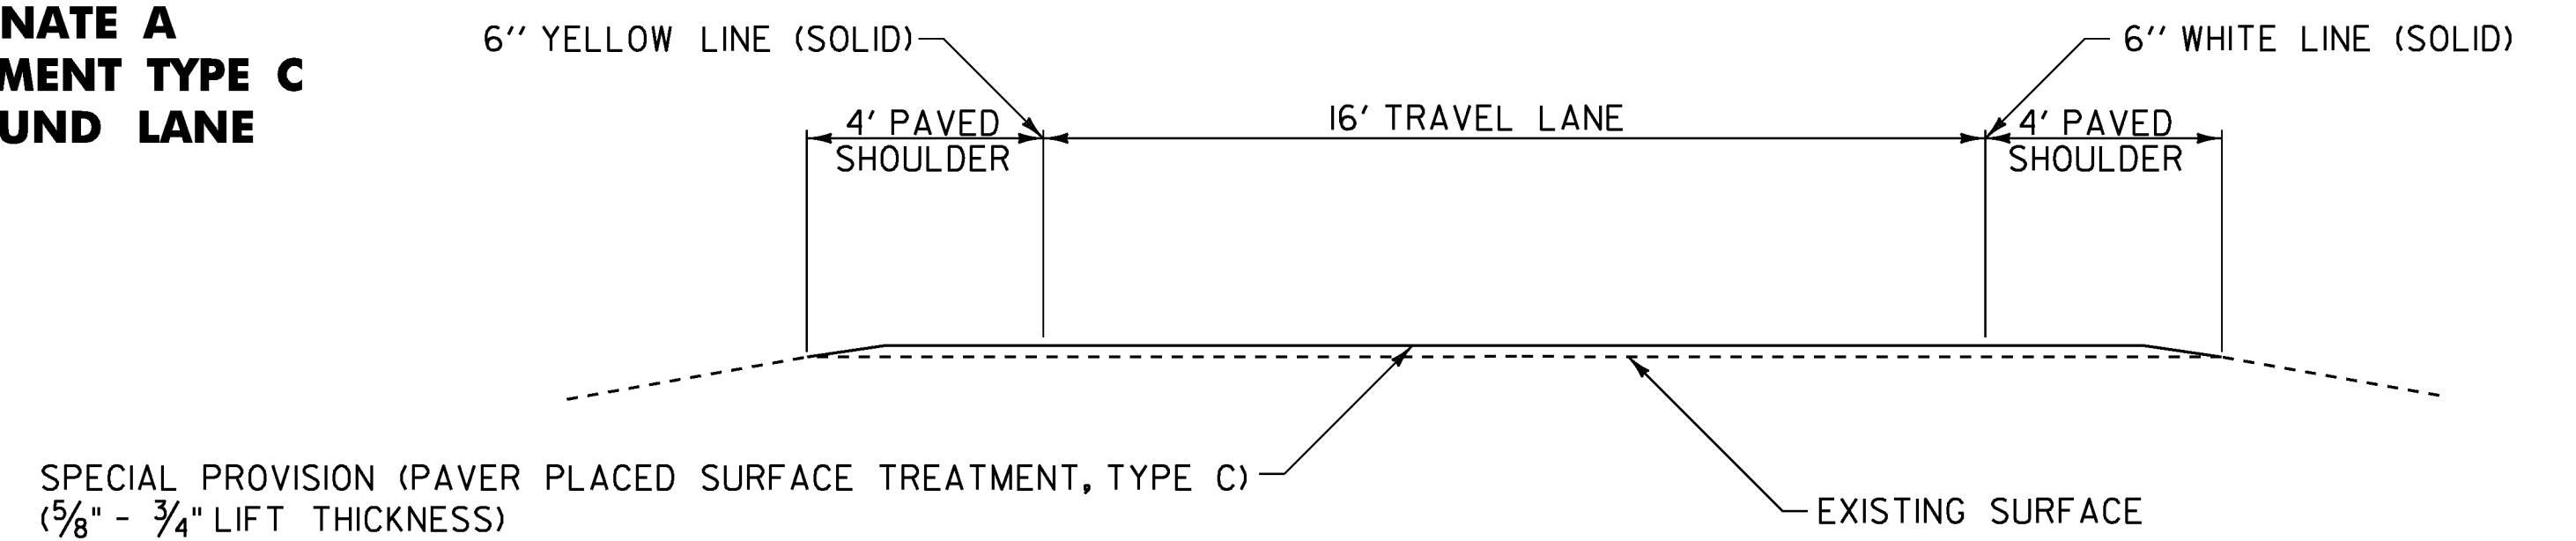 NATE A
MENT TYPE C
UND LANE
6" YELLOW LINE (SOLID)
6" WHITE LINE (SOLID)
4' PAVED
SHOULDER
16' TRAVEL LANE
4' PAVED
SHOULDER
SPECIAL PROVISION (PAVER PLACED SURFACE TREATMENT, TYPE C)
(5/8" - 3/4" LIFT THICKNESS)
EXISTING SURFACE